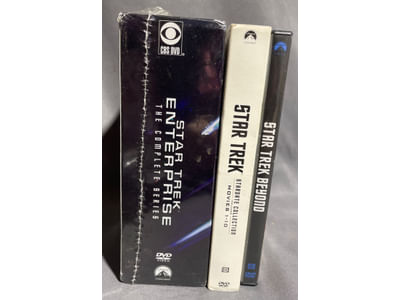 CBS DVD
STAR TREK
ENTERPRISE
THE COMPLETE SERIES
DVD
VIDEO
STAR TREK
STARDATE COLLECTION
MOVIES 1-10
DVD
STAR TREK BEYOND